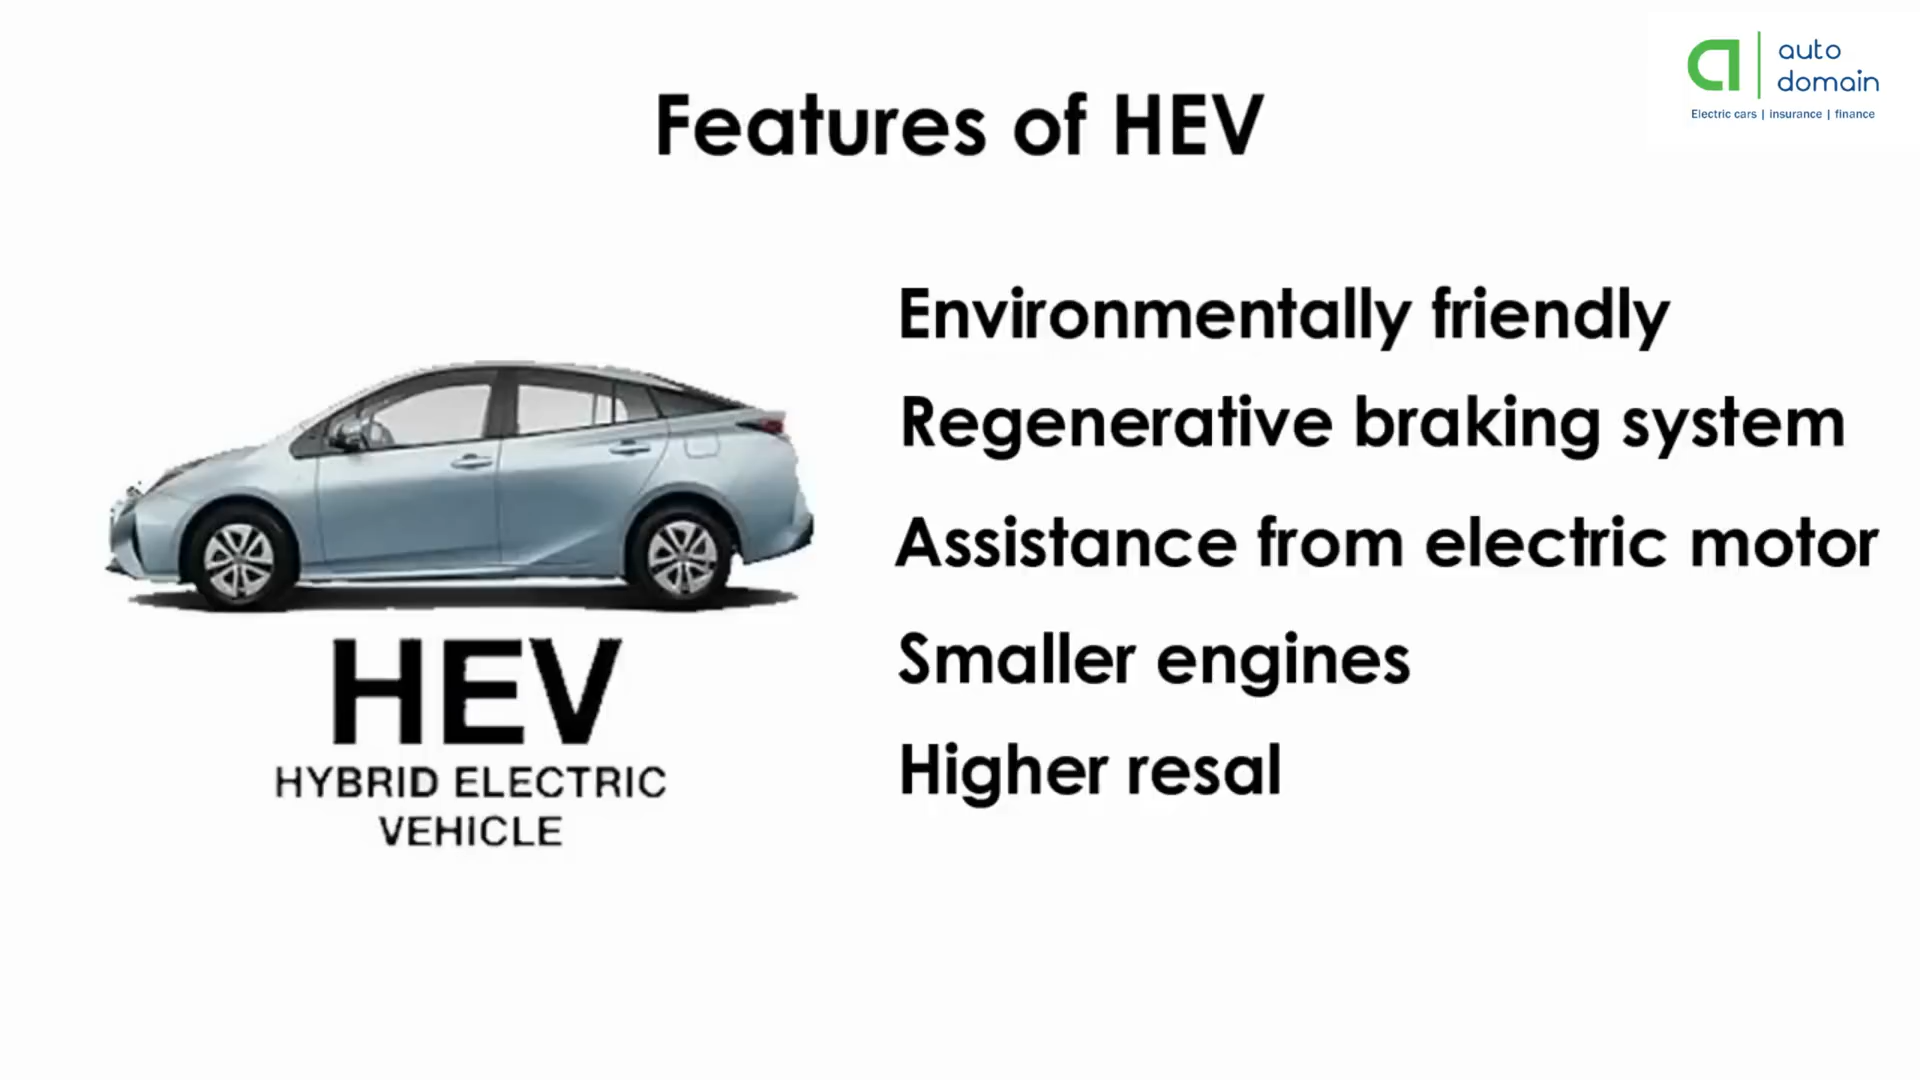 auto
domain
Electric cars | insurance | finance
Features of HEV
Environmentally friendly
Regenerative braking system
Assistance from electric motor
Smaller engines
Higher resal
HEV
HYBRID ELECTRIC
VEHICLE